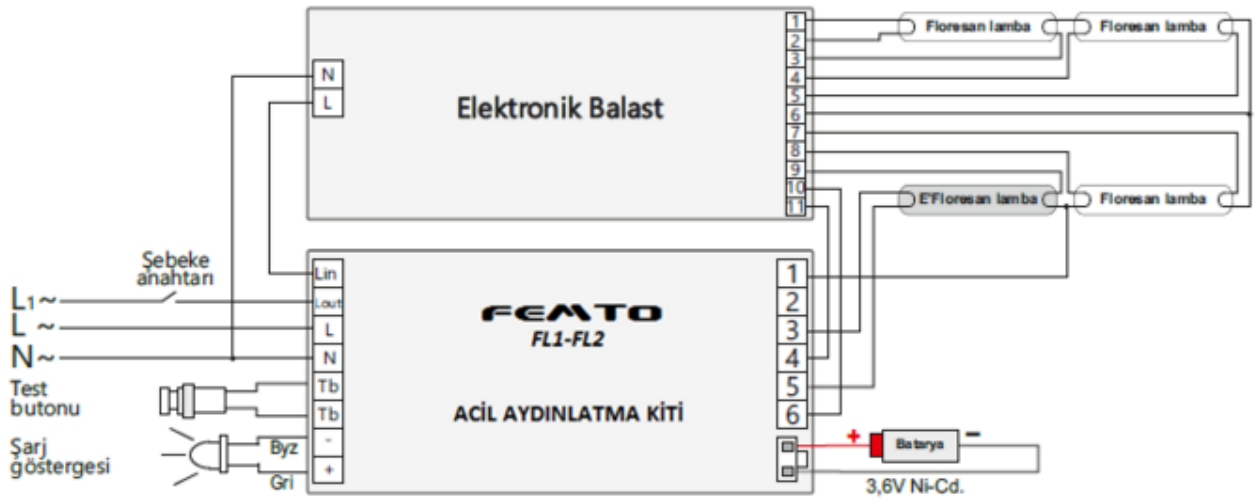 Elektronik Balast
N
L
1
2
3
4
5
6
7
8
9
10
11
Floresan lamba
Floresan lamba
E'Floresan lamba
Floresan lamba
Şebeke
anahtarı
L1~
L ~
N~
Test
butonu
Şarj
göstergesi
Byz
Gri
Lin
Lout
L
N
Tb
Tb
-
+
FEMTO
FL1-FL2
ACİL AYDINLATMA KİTİ
1
2
3
4
5
6
+
Batarya
−
3,6V Ni-Cd.